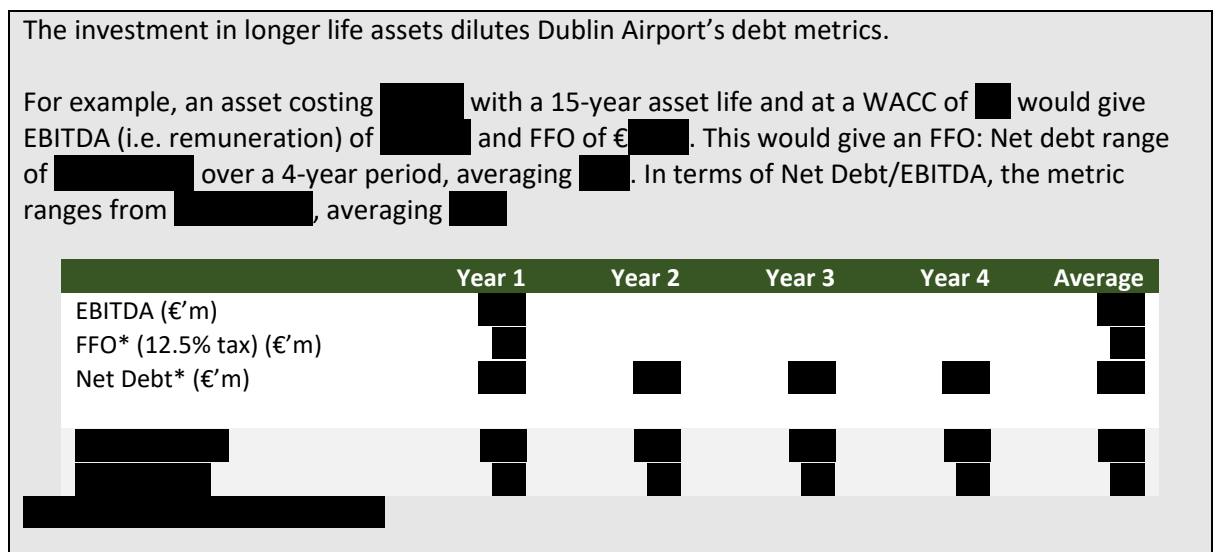 The investment in longer life assets dilutes Dublin Airport’s debt metrics.
For example, an asset costing with a 15-year asset life and at a WACC of would give
EBITDA (i.e. remuneration) of and FFO of €. This would give an FFO: Net debt range
of over a 4-year period, averaging . In terms of Net Debt/EBITDA, the metric
ranges from , averaging
Year 1 Year 2 Year 3 Year 4 Average
EBITDA (€’m)
FFO* (12.5% tax) (€’m)
Net Debt* (€’m)